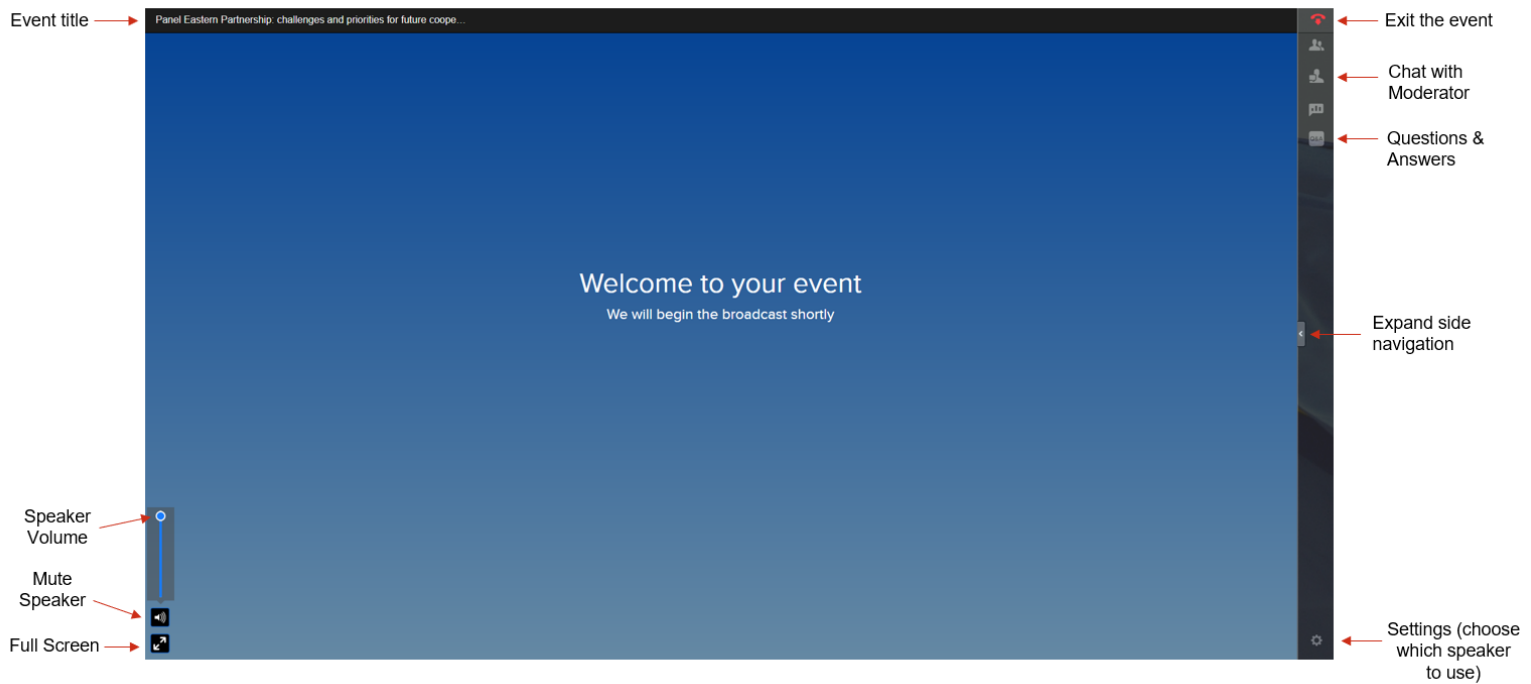 Event title
Panel Eastern Partnership: challenges and priorities for future coope...
Exit the event
Chat with
Moderator
Questions &
Answers
Q&A
Welcome to your event
We will begin the broadcast shortly
Expand side
navigation
Speaker
Volume
Mute
Speaker
Full Screen
Settings (choose
which speaker
to use)